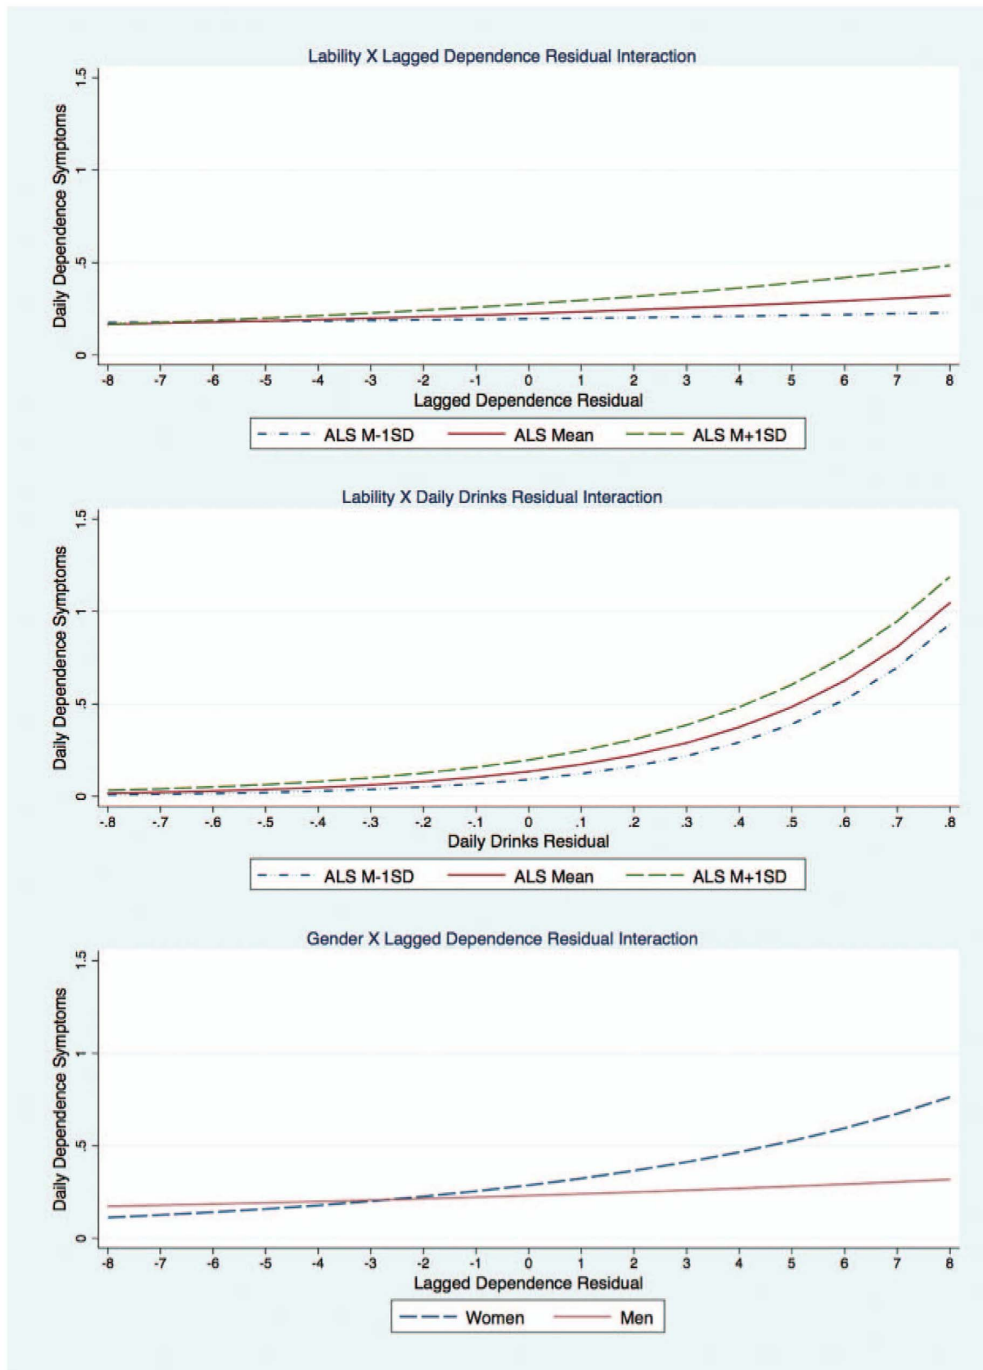 Lability X Lagged Dependence Residual Interaction
Daily Dependence Symptoms
1.5
1
.5
0
-8 -7 -6 -5 -4 -3 -2 -1 0 1 2 3 4 5 6 7 8
Lagged Dependence Residual
ALS M-1SD ALS Mean ALS M+1SD
Lability X Daily Drinks Residual Interaction
Daily Dependence Symptoms
1.5
1
.5
0
-.8 -.7 -.6 -.5 -.4 -.3 -.2 -.1 0 .1 .2 .3 .4 .5 .6 .7 .8
Daily Drinks Residual
ALS M-1SD ALS Mean ALS M+1SD
Gender X Lagged Dependence Residual Interaction
Daily Dependence Symptoms
1.5
1
.5
0
-8 -7 -6 -5 -4 -3 -2 -1 0 1 2 3 4 5 6 7 8
Lagged Dependence Residual
Women Men